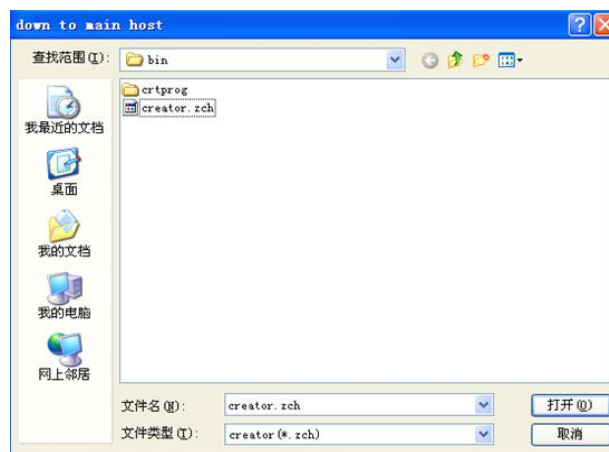 down to main host
查找范围(I):
bin
crtprog
creator.zch
我最近的文档
桌面
我的文档
我的电脑
网上邻居
文件名(N):
creator.zch
打开(O)
文件类型(T):
creator(*.zch)
取消